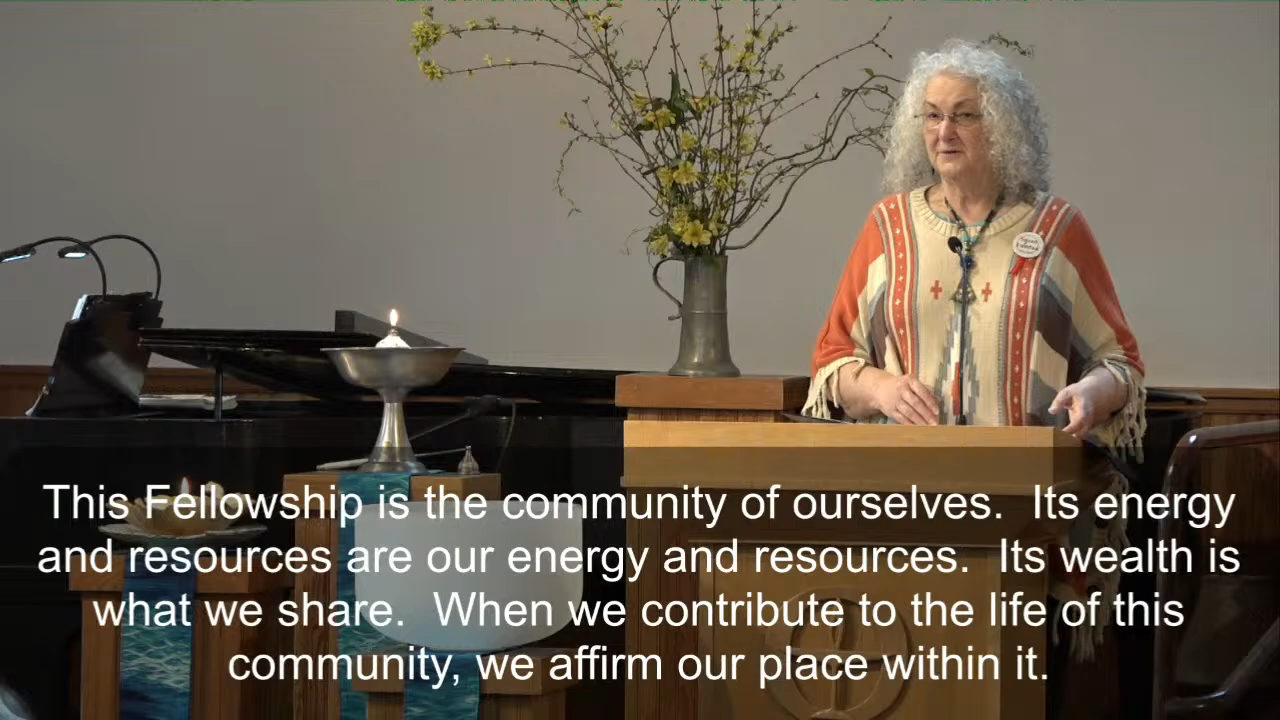 This Fellowship is the community of ourselves.  Its energy
and resources are our energy and resources.  Its wealth is
what we share.  When we contribute to the life of this
community, we affirm our place within it.